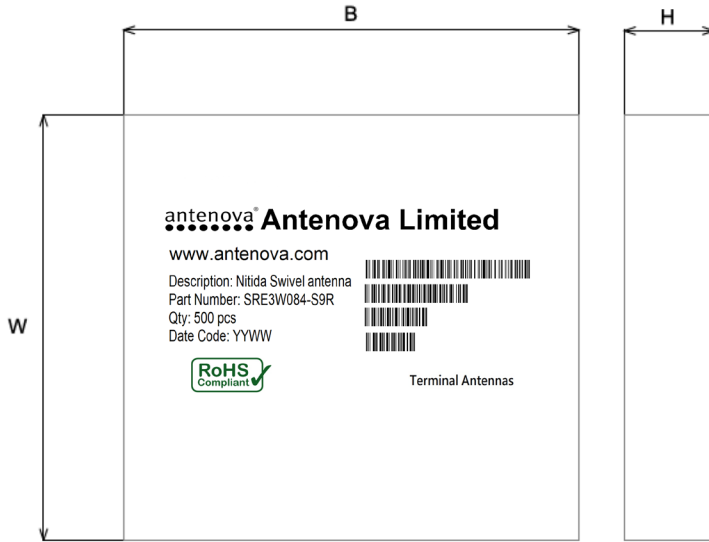 B
H
W
antenova® Antenova Limited
www.antenova.com
Description: Nitida Swivel antenna
Part Number: SRE3W084-S9R
Qty: 500 pcs
Date Code: YYWW
RoHS
Compliant
Terminal Antennas